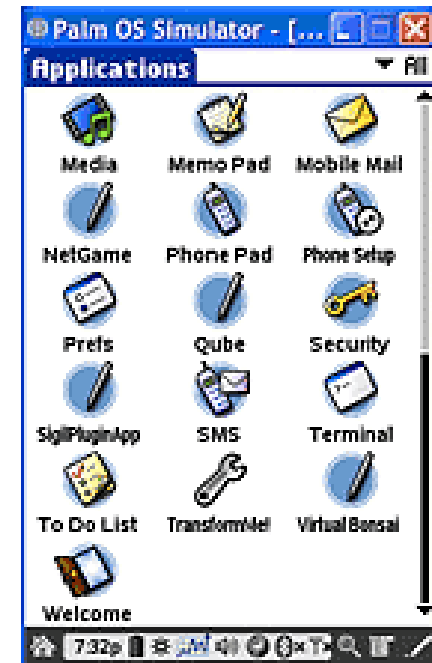 Palm OS Simulator - [...
Applications All
Media Memo Pad Mobile Mail
NetGame Phone Pad Phone Setup
Prefs Qube Security
SigilPluginApp SMS Terminal
To Do List TransformMe! Virtual Bonsai
Welcome
7:32p